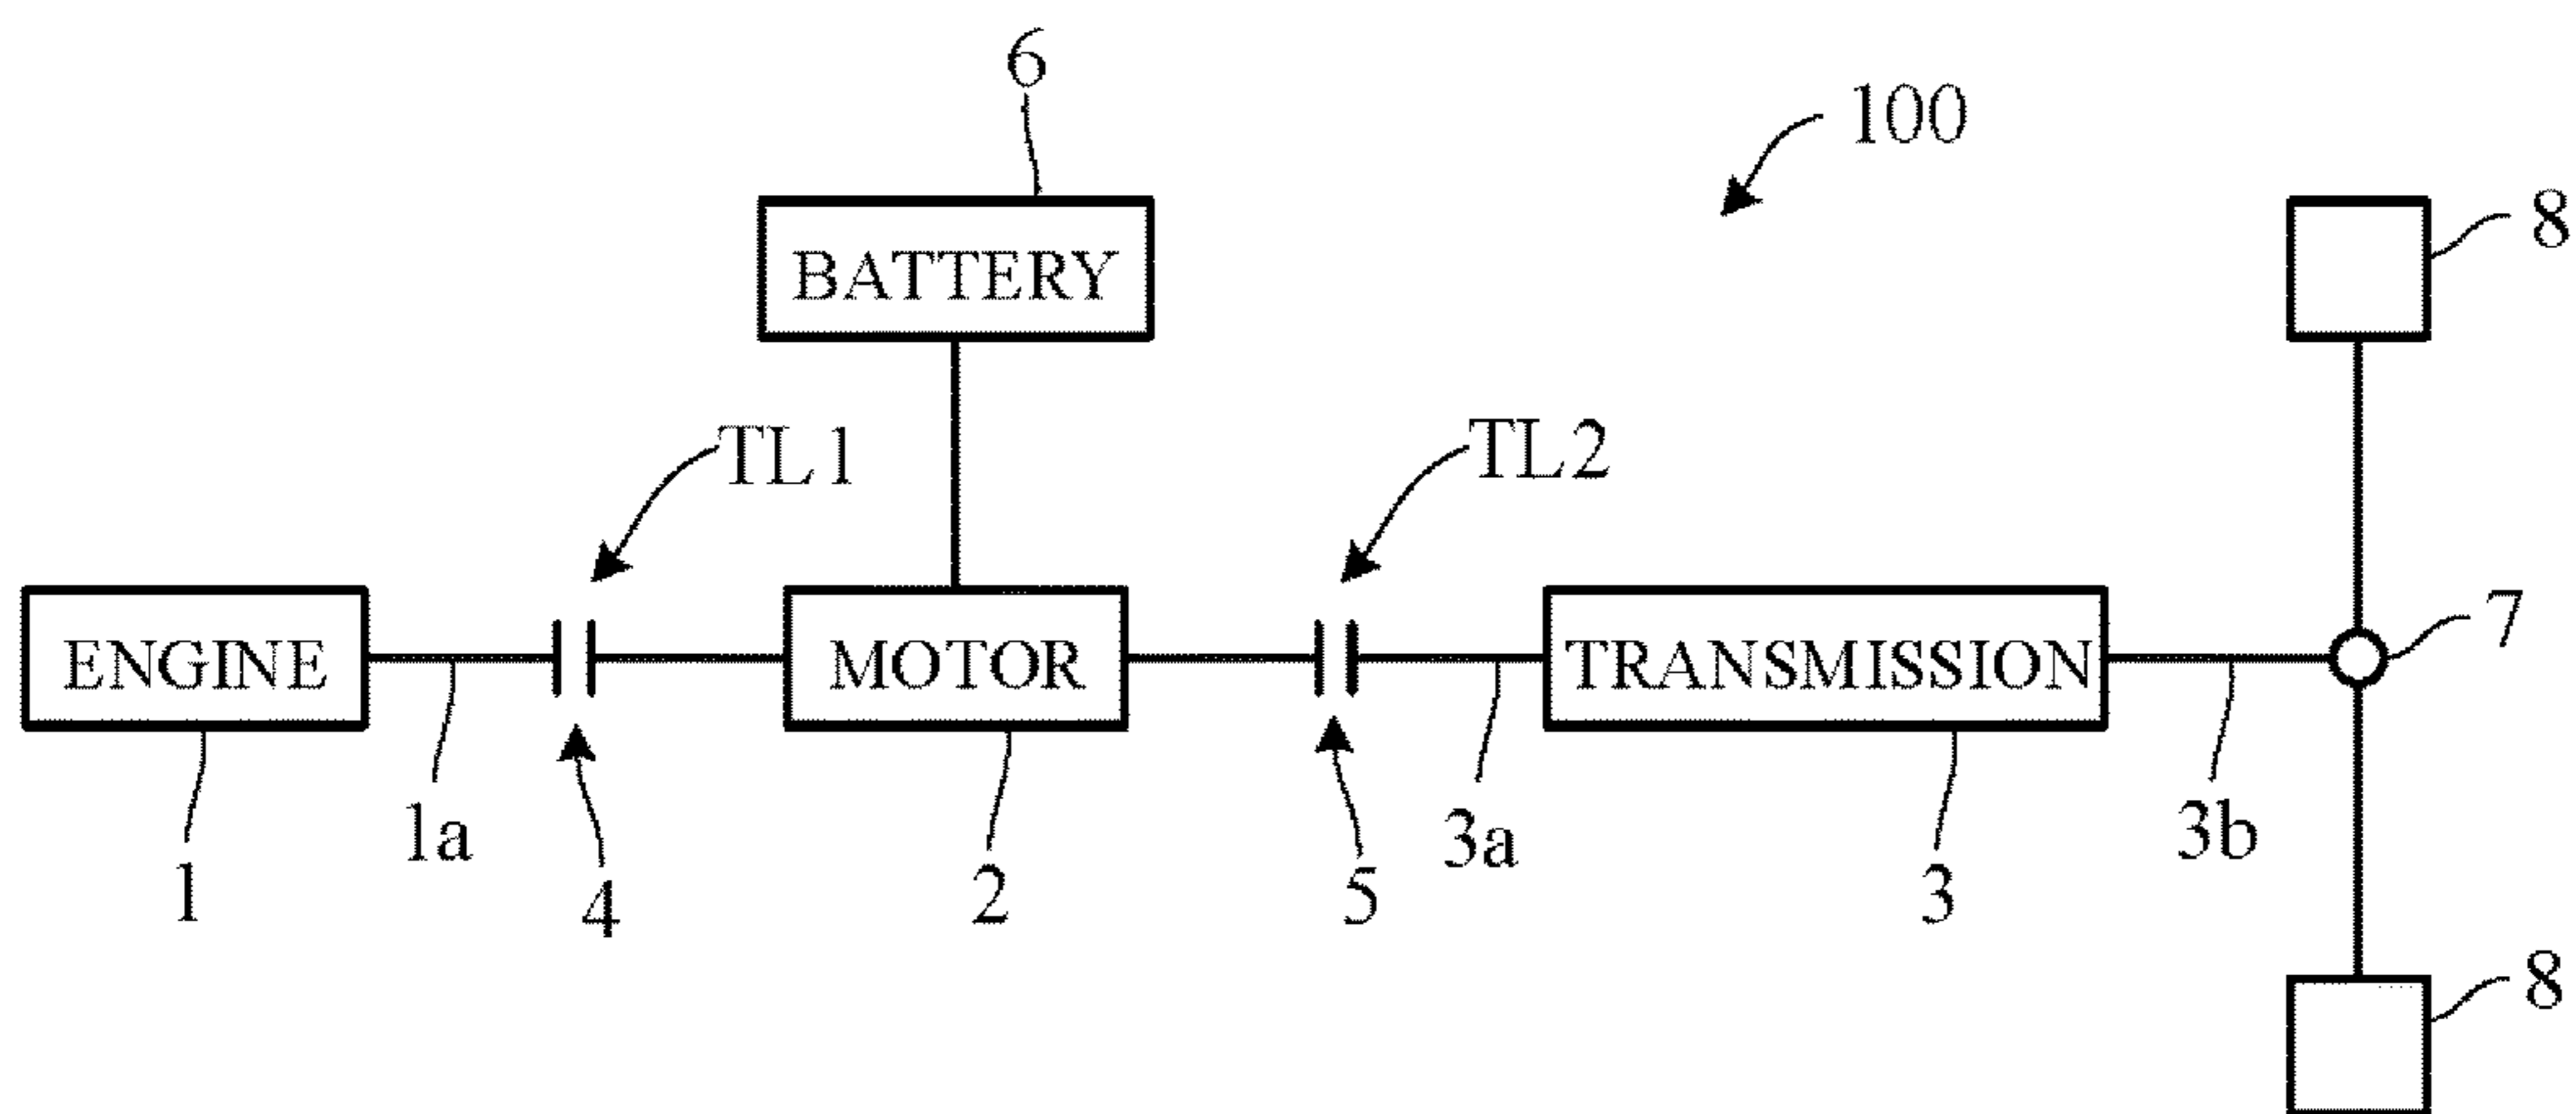 6
100
BATTERY
8
TL1
TL2
ENGINE
MOTOR
TRANSMISSION
7
1
1a
4
2
5
3a
3
3b
8